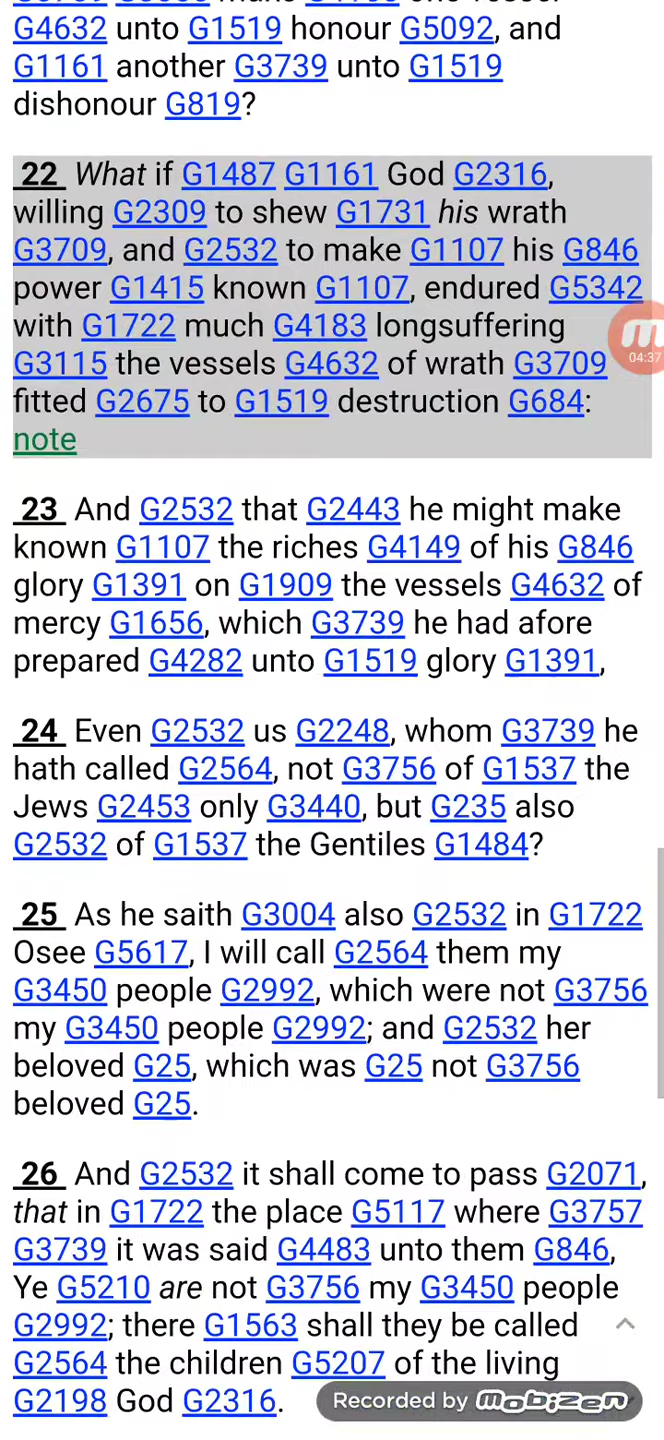 G4632 unto G1519 honour G5092, and
G1161 another G3739 unto G1519
dishonour G819?
22 What if G1487 G1161 God G2316,
willing G2309 to shew G1731 his wrath
G3709, and G2532 to make G1107 his G846
power G1415 known G1107, endured G5342
with G1722 much G4183 longsuffering
G3115 the vessels G4632 of wrath G3709
04:37
fitted G2675 to G1519 destruction G684:
note
23 And G2532 that G2443 he might make
known G1107 the riches G4149 of his G846
glory G1391 on G1909 the vessels G4632 of
mercy G1656, which G3739 he had afore
prepared G4282 unto G1519 glory G1391,
24 Even G2532 us G2248, whom G3739 he
hath called G2564, not G3756 of G1537 the
Jews G2453 only G3440, but G235 also
G2532 of G1537 the Gentiles G1484?
25 As he saith G3004 also G2532 in G1722
Osee G5617, I will call G2564 them my
G3450 people G2992, which were not G3756
my G3450 people G2992; and G2532 her
beloved G25, which was G25 not G3756
beloved G25.
26 And G2532 it shall come to pass G2071,
that in G1722 the place G5117 where G3757
G3739 it was said G4483 unto them G846,
Ye G5210 are not G3756 my G3450 people
G2992; there G1563 shall they be called
G2564 the children G5207 of the living
G2198 God G2316.
Recorded by mobizen